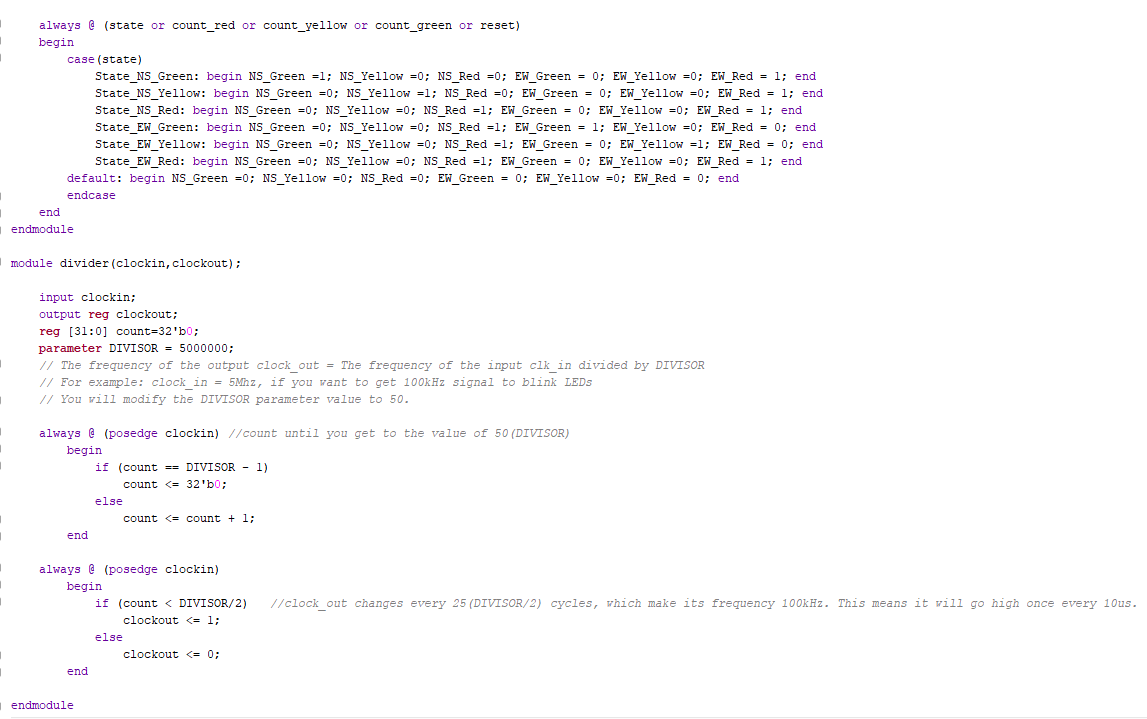 always @ (state or count_red or count_yellow or count_green or reset)
begin
case(state)
State_NS_Green: begin NS_Green =1; NS_Yellow =0; NS_Red =0; EW_Green = 0; EW_Yellow =0; EW_Red = 1; end
State_NS_Yellow: begin NS_Green =0; NS_Yellow =1; NS_Red =0; EW_Green = 0; EW_Yellow =0; EW_Red = 1; end
State_NS_Red: begin NS_Green =0; NS_Yellow =0; NS_Red =1; EW_Green = 0; EW_Yellow =0; EW_Red = 1; end
State_EW_Green: begin NS_Green =0; NS_Yellow =0; NS_Red =1; EW_Green = 1; EW_Yellow =0; EW_Red = 0; end
State_EW_Yellow: begin NS_Green =0; NS_Yellow =0; NS_Red =1; EW_Green = 0; EW_Yellow =1; EW_Red = 0; end
State_EW_Red: begin NS_Green =0; NS_Yellow =0; NS_Red =1; EW_Green = 0; EW_Yellow =0; EW_Red = 1; end
default: begin NS_Green =0; NS_Yellow =0; NS_Red =0; EW_Green = 0; EW_Yellow =0; EW_Red = 0; end
endcase
end
endmodule
module divider(clockin,clockout);
input clockin;
output reg clockout;
reg [31:0] count=32'b0;
parameter DIVISOR = 5000000;
// The frequency of the output clock_out = The frequency of the input clk_in divided by DIVISOR
// For example: clock_in = 5Mhz, if you want to get 100kHz signal to blink LEDs
// You will modify the DIVISOR parameter value to 50.
always @ (posedge clockin) //count until you get to the value of 50(DIVISOR)
begin
if (count == DIVISOR - 1)
count <= 32'b0;
else
count <= count + 1;
end
always @ (posedge clockin)
begin
if (count < DIVISOR/2) //clock_out changes every 25(DIVISOR/2) cycles, which make its frequency 100kHz. This means it will go high once every 10us.
clockout <= 1;
else
clockout <= 0;
end
endmodule